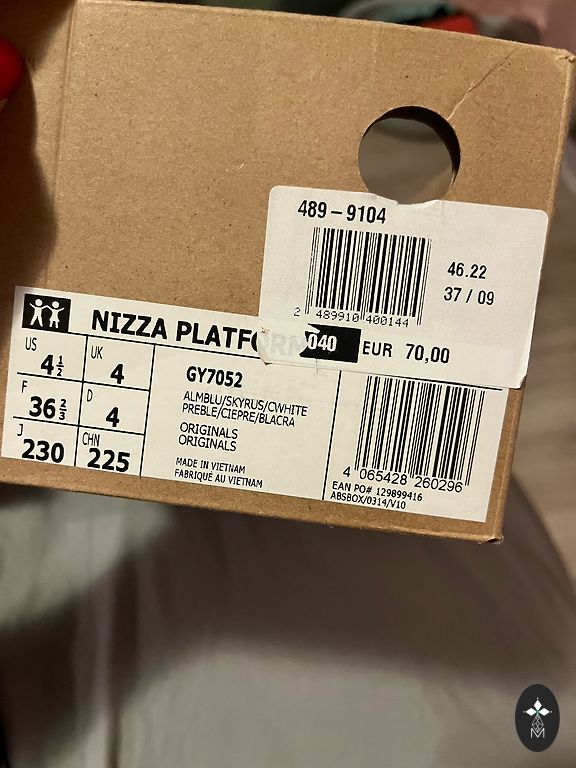 489-9104
46.22
37 / 09
2 489910 400144
040 EUR 70,00
NIZZA PLATFORM
US 4½
UK 4
F 36⅔
D 4
J 230
CHN 225
GY7052
ALMBLU/SKYRUS/CWHITE
PREBLE/CIEPRE/BLACRA
ORIGINALS
ORIGINALS
MADE IN VIETNAM
FABRIQUÉ AU VIETNAM
4 065428 260296
EAN PO# 129899416
ABSBOX/0314/V10
M